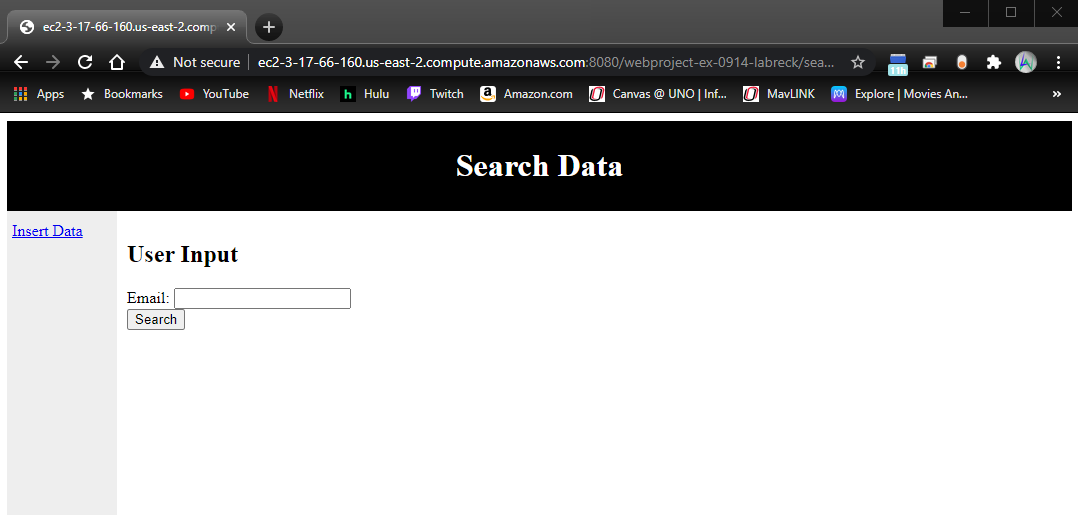 ec2-3-17-66-160.us-east-2.comp
Not secure ec2-3-17-66-160.us-east-2.compute.amazonaws.com:8080/webproject-ex-0914-labreck/sea...
11h
Apps Bookmarks YouTube Netflix h Hulu Twitch a Amazon.com Canvas @ UNO | Inf... MavLINK Explore | Movies An... »
Search Data
Insert Data
User Input
Email:
Search